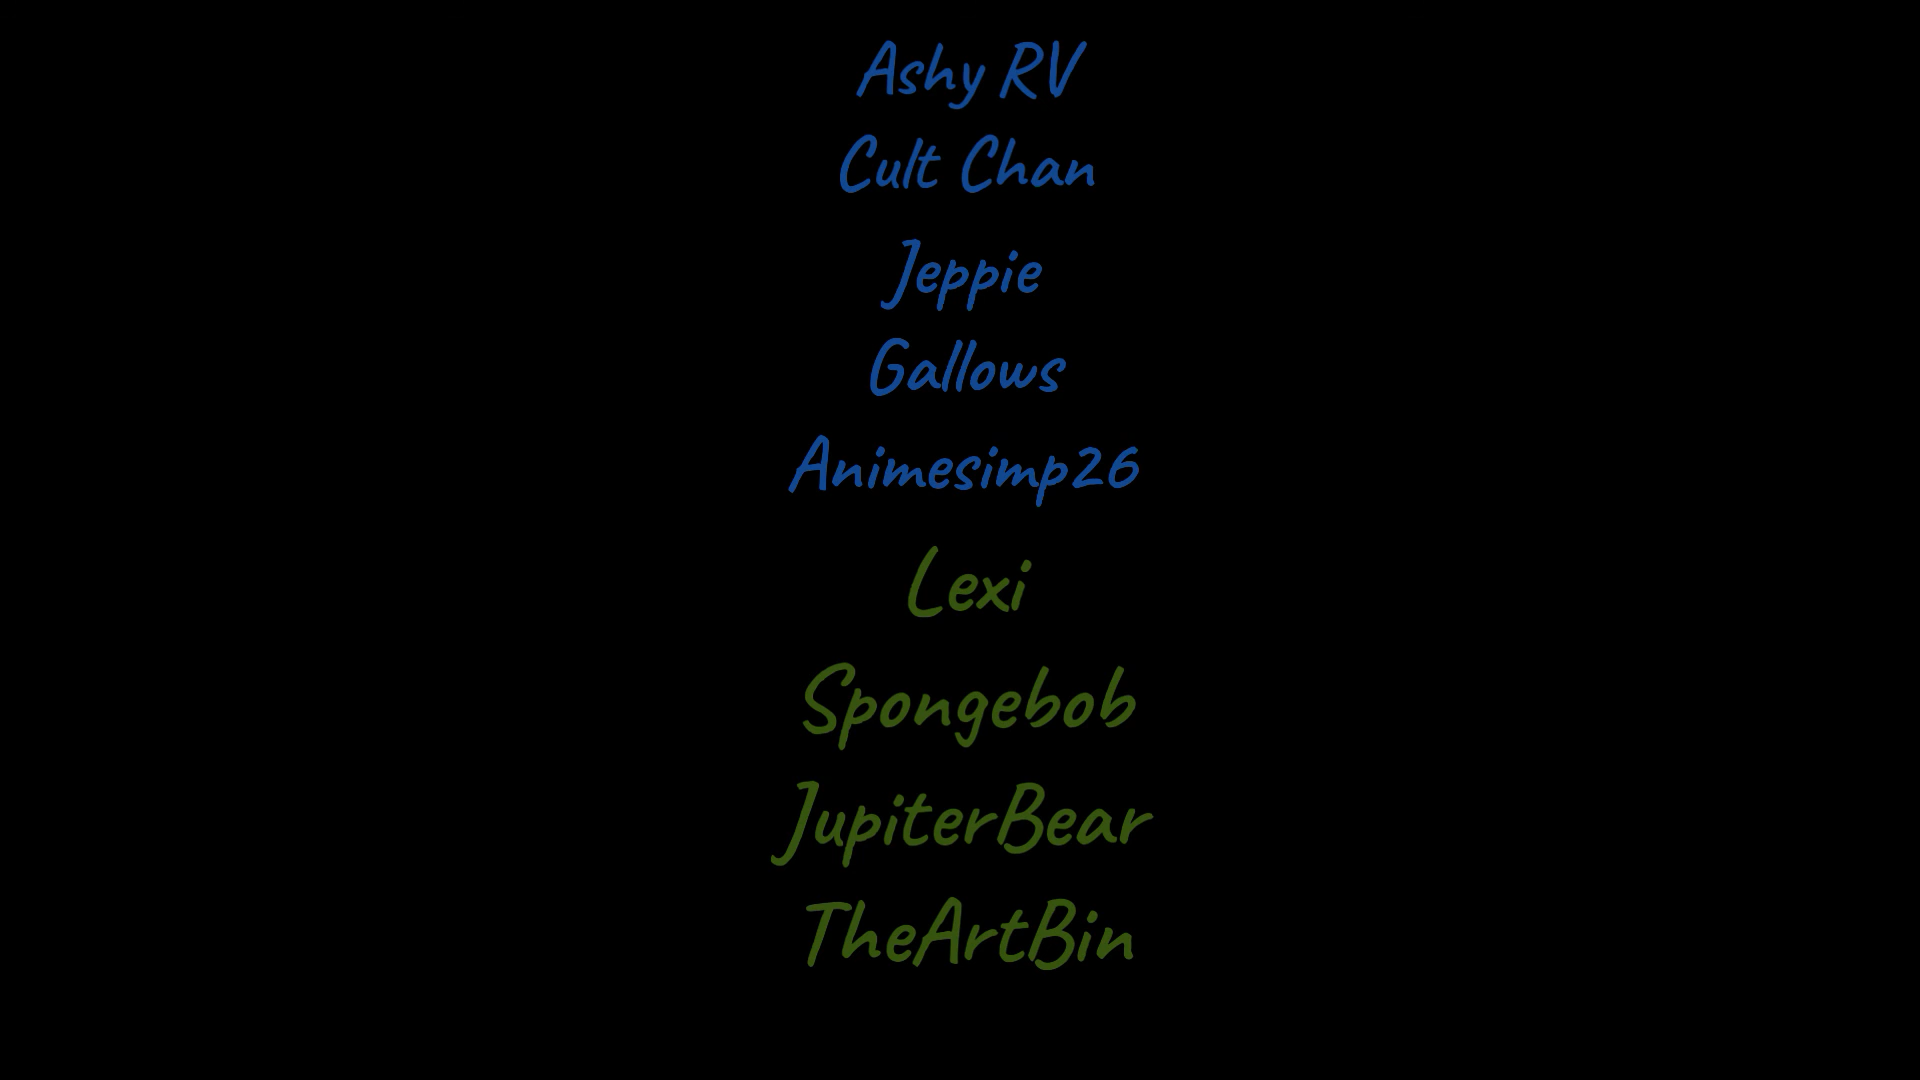 Ashy RV
Cult Chan
Jeppie
Gallows
Animesimp26
Lexi
Spongebob
JupiterBear
TheArtBin